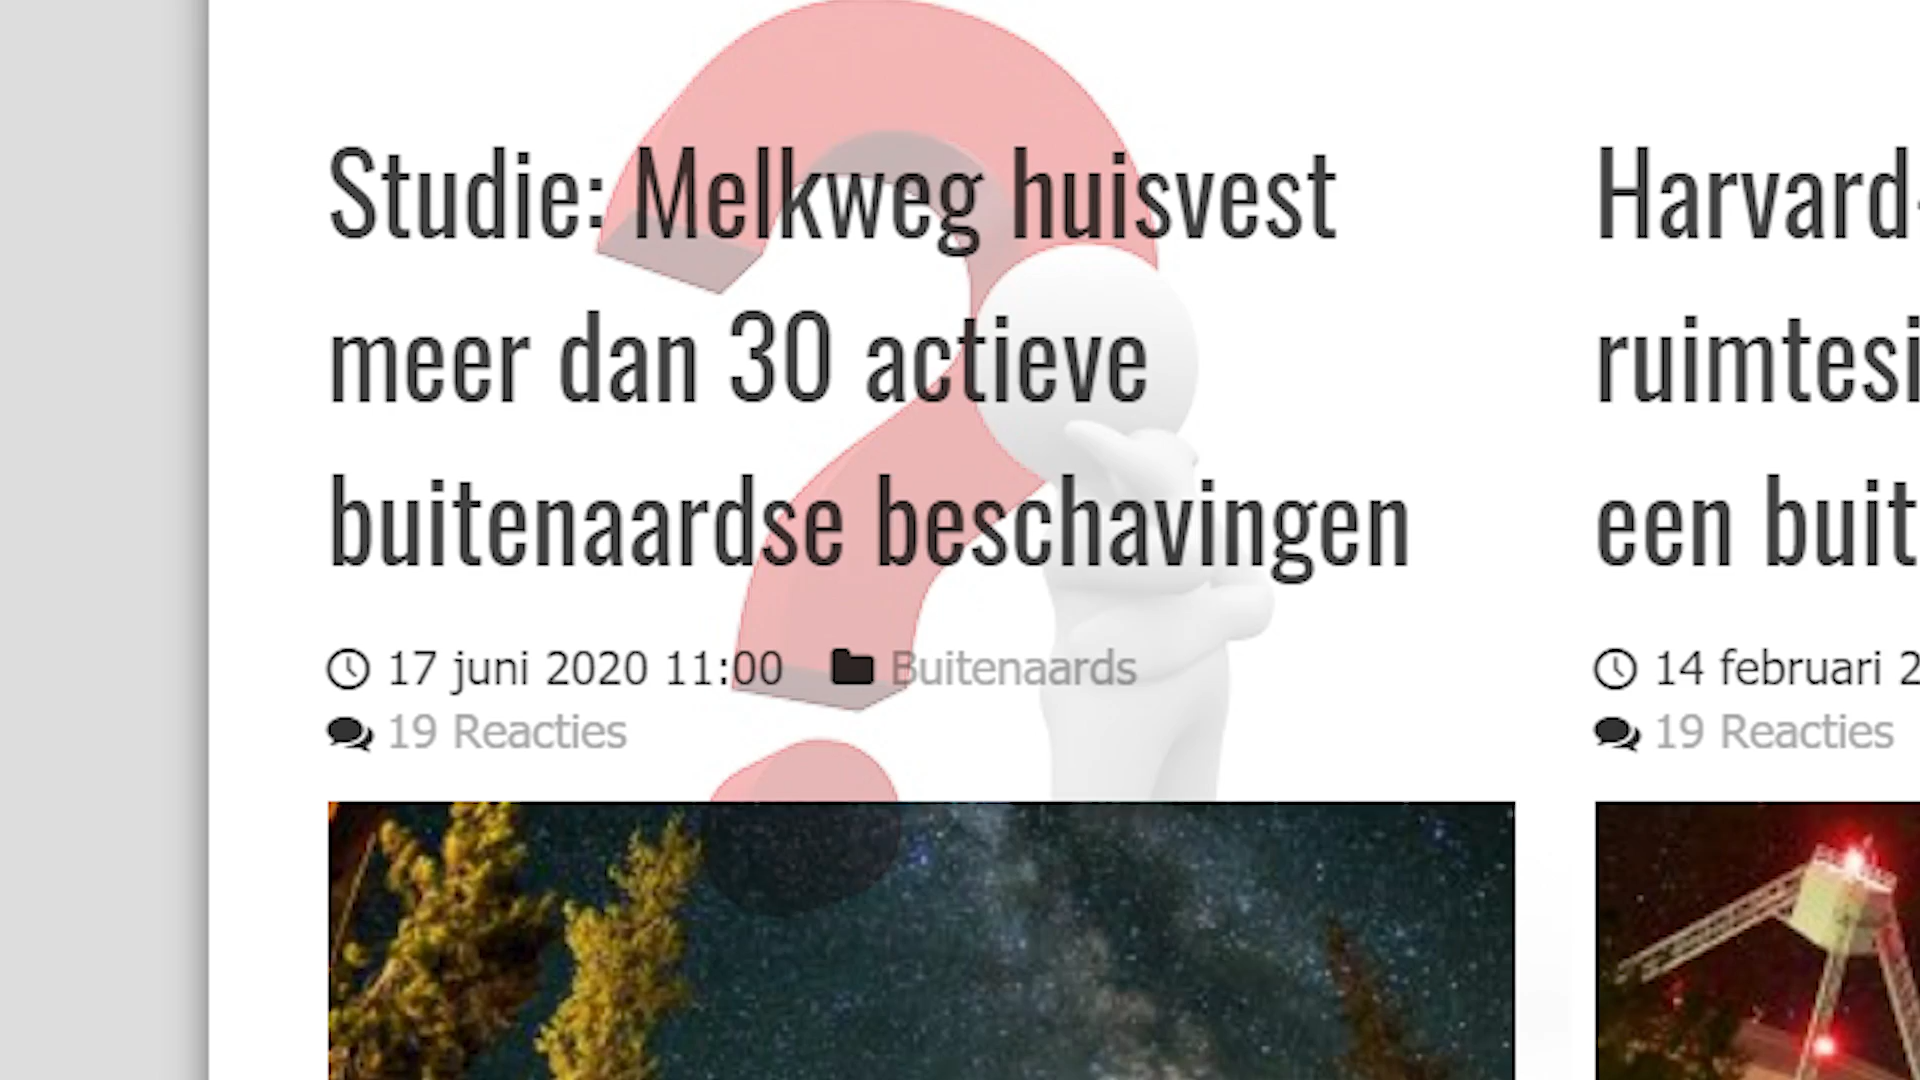 Studie: Melkweg huisvest
meer dan 30 actieve
buitenaardse beschavingen
17 juni 2020 11:00 Buitenaards
19 Reacties
Harvard-
ruimtesi
een buit
14 februari 2
19 Reacties